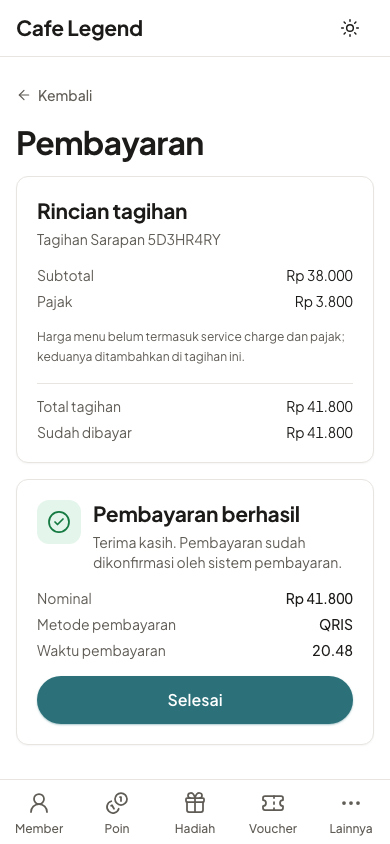 Cafe Legend
Kembali
Pembayaran
Rincian tagihan
Tagihan Sarapan 5D3HR4RY
Subtotal Rp 38.000
Pajak Rp 3.800
Harga menu belum termasuk service charge dan pajak;
keduanya ditambahkan di tagihan ini.
Total tagihan Rp 41.800
Sudah dibayar Rp 41.800
Pembayaran berhasil
Terima kasih. Pembayaran sudah
dikonfirmasi oleh sistem pembayaran.
Nominal Rp 41.800
Metode pembayaran QRIS
Waktu pembayaran 20.48
Selesai
Member Poin Hadiah Voucher Lainnya